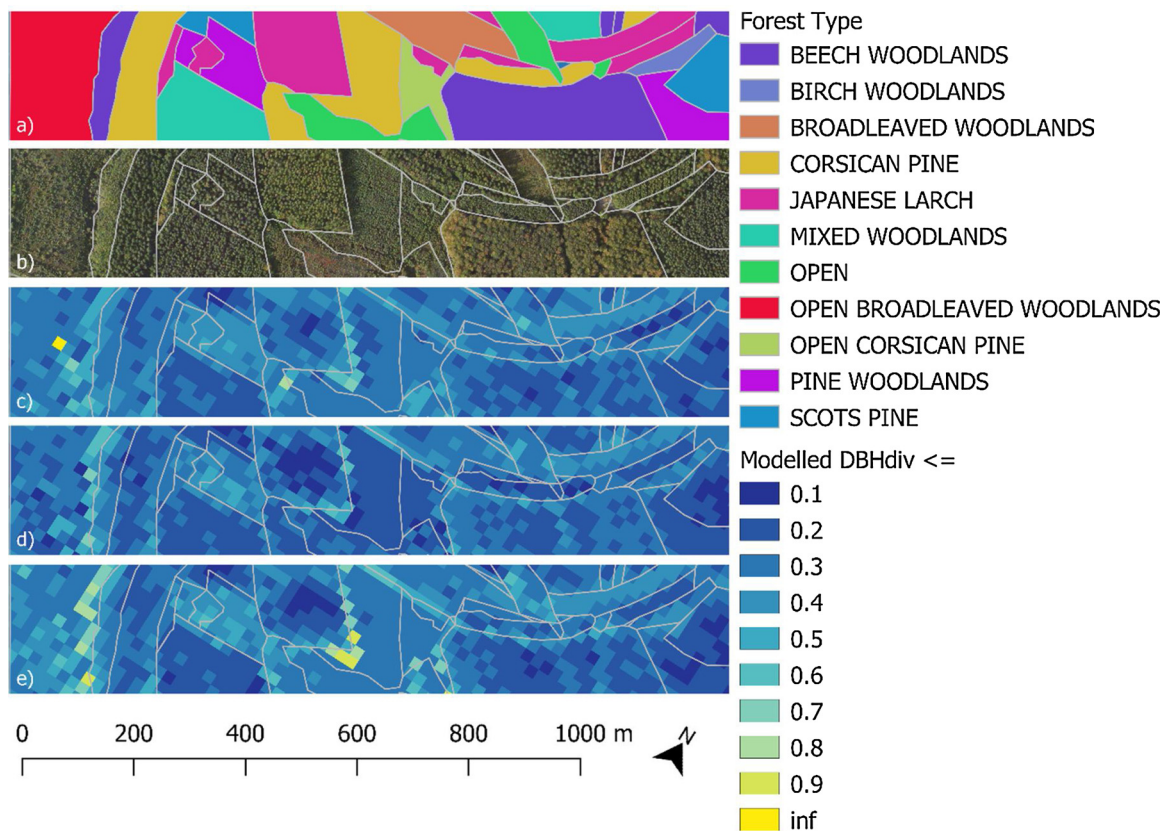 a)
b)
c)
d)
e)
0 200 400 600 800 1000 m
N
Forest Type
BEECH WOODLANDS
BIRCH WOODLANDS
BROADLEAVED WOODLANDS
CORSICAN PINE
JAPANESE LARCH
MIXED WOODLANDS
OPEN
OPEN BROADLEAVED WOODLANDS
OPEN CORSICAN PINE
PINE WOODLANDS
SCOTS PINE
Modelled DBHdiv <=
0.1
0.2
0.3
0.4
0.5
0.6
0.7
0.8
0.9
inf